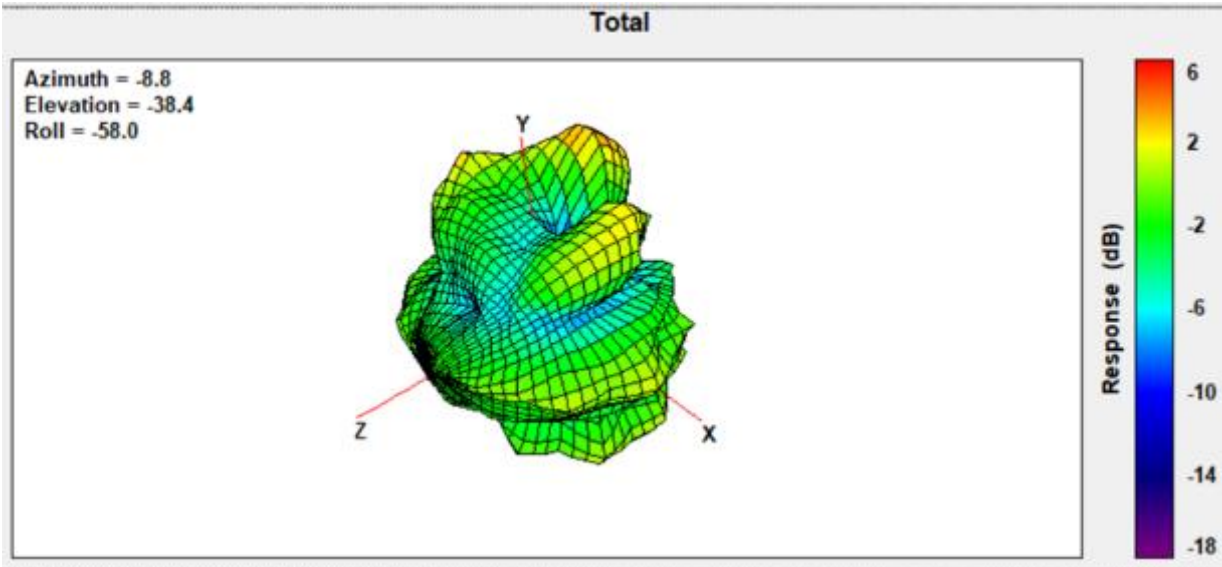 Total
Azimuth = -8.8
Elevation = -38.4
Roll = -58.0
Y
Z
X
Response (dB)
6
2
-2
-6
-10
-14
-18